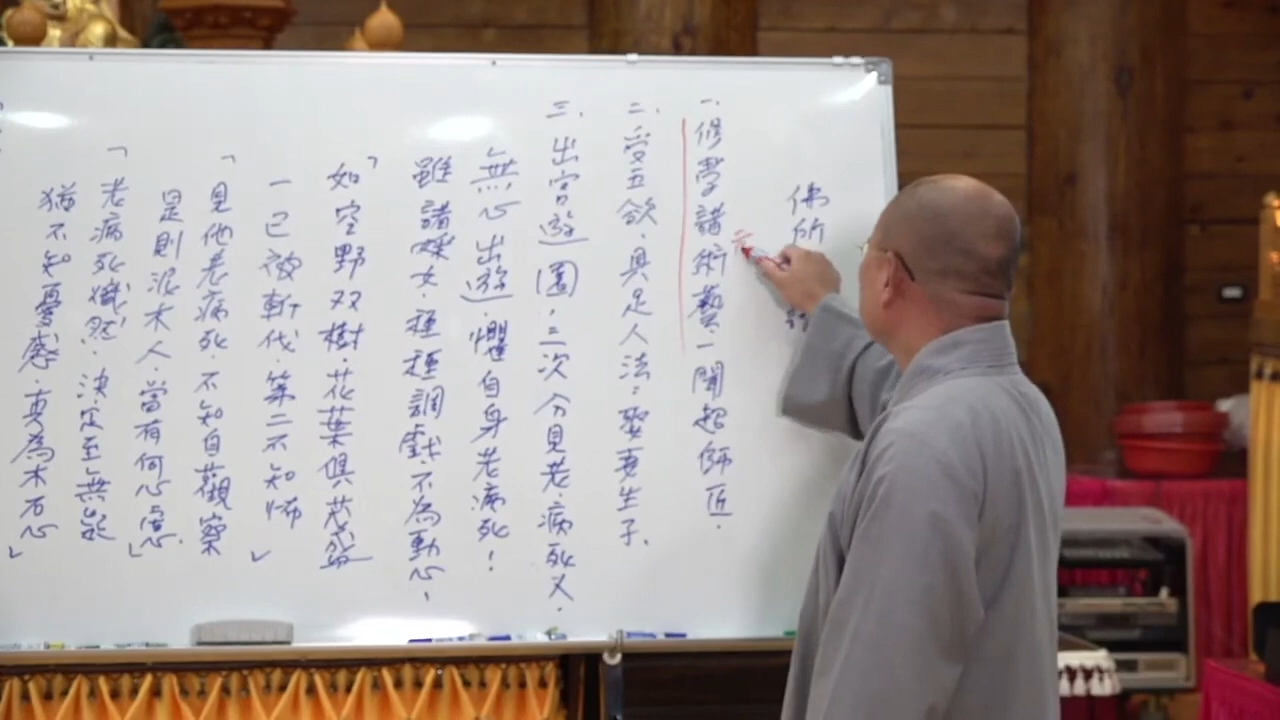 佛所
一、修學諸術藝、一聞超師匠.
二、受五欲、具足人法:娶妻生子.
三、出宮遊園,三次分見老、病、死人.
無心出遊,懼自身老病死!
雖諸婇女,種種調戲,不為動心,
「如空野双樹,花葉俱茂盛
一已被斬伐,第二不知怖」
「見他老病死,不知自觀察
是則泥木人,當有何心慮」
「老病死熾然,決定至無疑
猶不知憂慼,真為木石心」